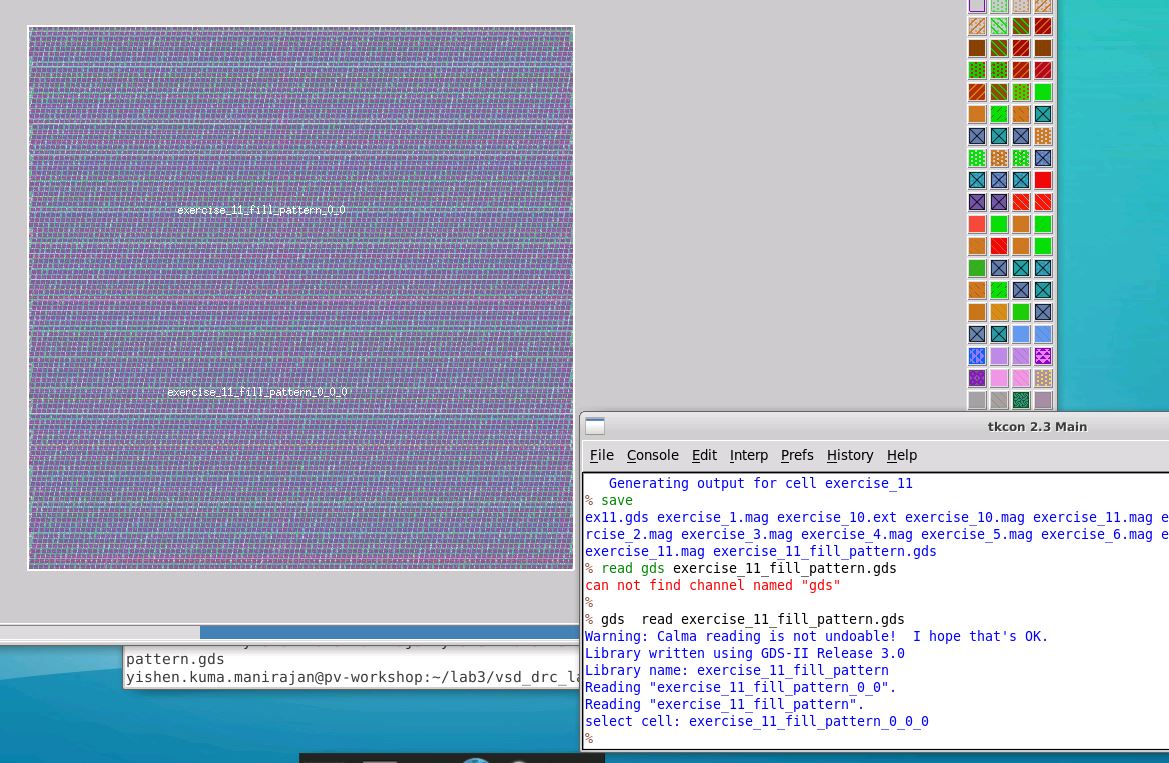 exercise_11_fill_pattern_0_0
exercise_11_fill_pattern_0_0_0
tkcon 2.3 Main
File Console Edit Interp Prefs History Help
Generating output for cell exercise_11
% save
ex11.gds exercise_1.mag exercise_10.ext exercise_10.mag exercise_11.mag e
rcise_2.mag exercise_3.mag exercise_4.mag exercise_5.mag exercise_6.mag e
exercise_11.mag exercise_11_fill_pattern.gds
% read gds exercise_11_fill_pattern.gds
can not find channel named "gds"
%
% gds  read exercise_11_fill_pattern.gds
Warning: Calma reading is not undoable!  I hope that's OK.
Library written using GDS-II Release 3.0
Library name: exercise_11_fill_pattern
Reading "exercise_11_fill_pattern_0_0".
Reading "exercise_11_fill_pattern".
select cell: exercise_11_fill_pattern_0_0_0
%
pattern.gds
yishen.kuma.manirajan@pv-workshop:~/lab3/vsd_drc_la